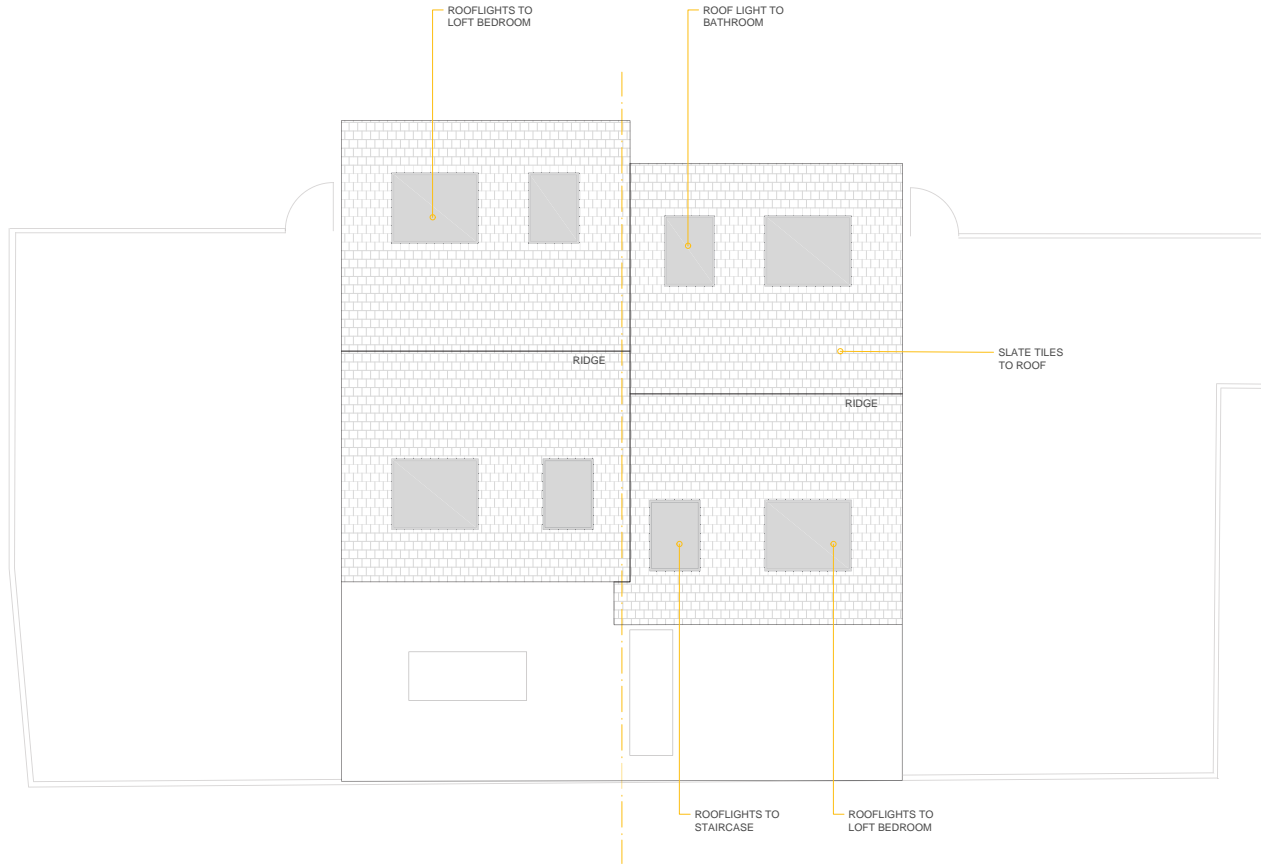 ROOFLIGHTS TO
LOFT BEDROOM
ROOF LIGHT TO
BATHROOM
RIDGE
SLATE TILES
TO ROOF
RIDGE
ROOFLIGHTS TO
STAIRCASE
ROOFLIGHTS TO
LOFT BEDROOM